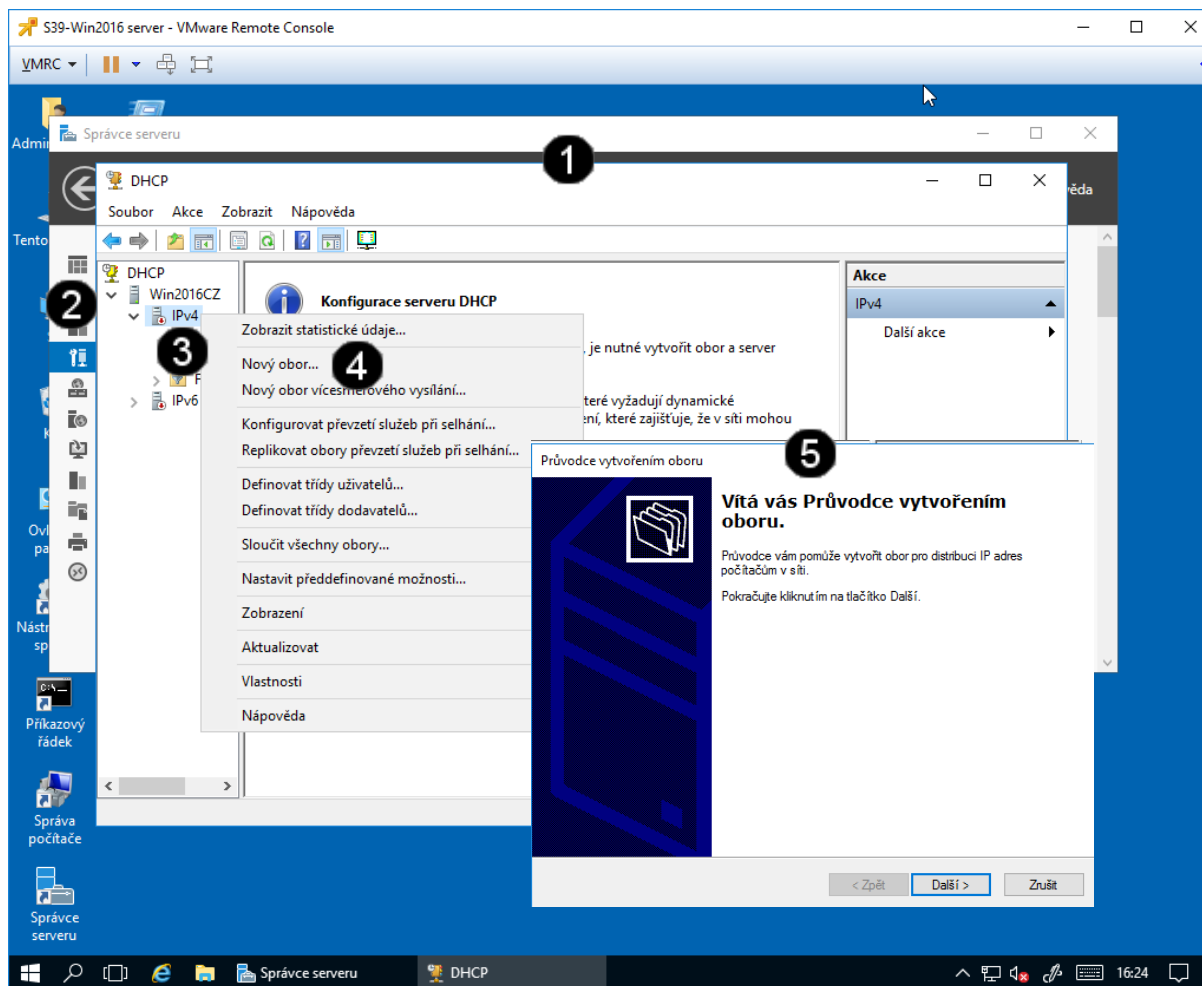 S39-Win2016 server - VMware Remote Console
VMRC
Správce serveru
1
DHCP
Soubor Akce Zobrazit Nápověda
DHCP
Win2016CZ
2
IPv4
3
IPv6
Konfigurace serveru DHCP
je nutné vytvořit obor a server
které vyžadují dynamické
které zajišťuje, že v síti mohou
Akce
IPv4
Další akce
Zobrazit statistické údaje...
Nový obor...
4
Nový obor vícesměrového vysílání...
Konfigurovat převzetí služeb při selhání...
Replikovat obory převzetí služeb při selhání...
Definovat třídy uživatelů...
Definovat třídy dodavatelů...
Sloučit všechny obory...
Nastavit předdefinované možnosti...
Zobrazení
Aktualizovat
Vlastnosti
Nápověda
5
Průvodce vytvořením oboru
Vítá vás Průvodce vytvořením
oboru.
Průvodce vám pomůže vytvořit obor pro distribuci IP adres
počítačům v síti.
Pokračujte kliknutím na tlačítko Další.
< Zpět Další > Zrušit
Příkazový
řádek
Správa
počítače
Správce
serveru
Správce serveru
DHCP
16:24